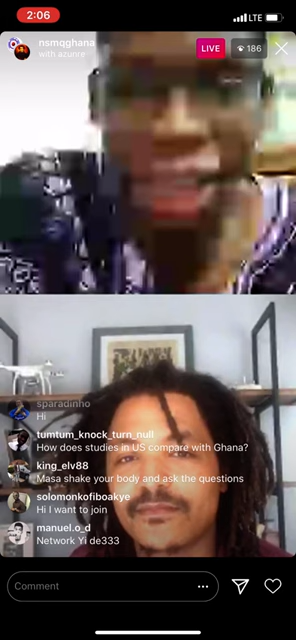 2:06
LTE
nsmqghana
with azunre
LIVE
186
sparadinho
Hi
tumtum_knock_turn_null
How does studies in US compare with Ghana?
king_elv88
Masa shake your body and ask the questions
solomonkofiboakye
Hi I want to join
manuel.o_d
Network Yi de333
Comment